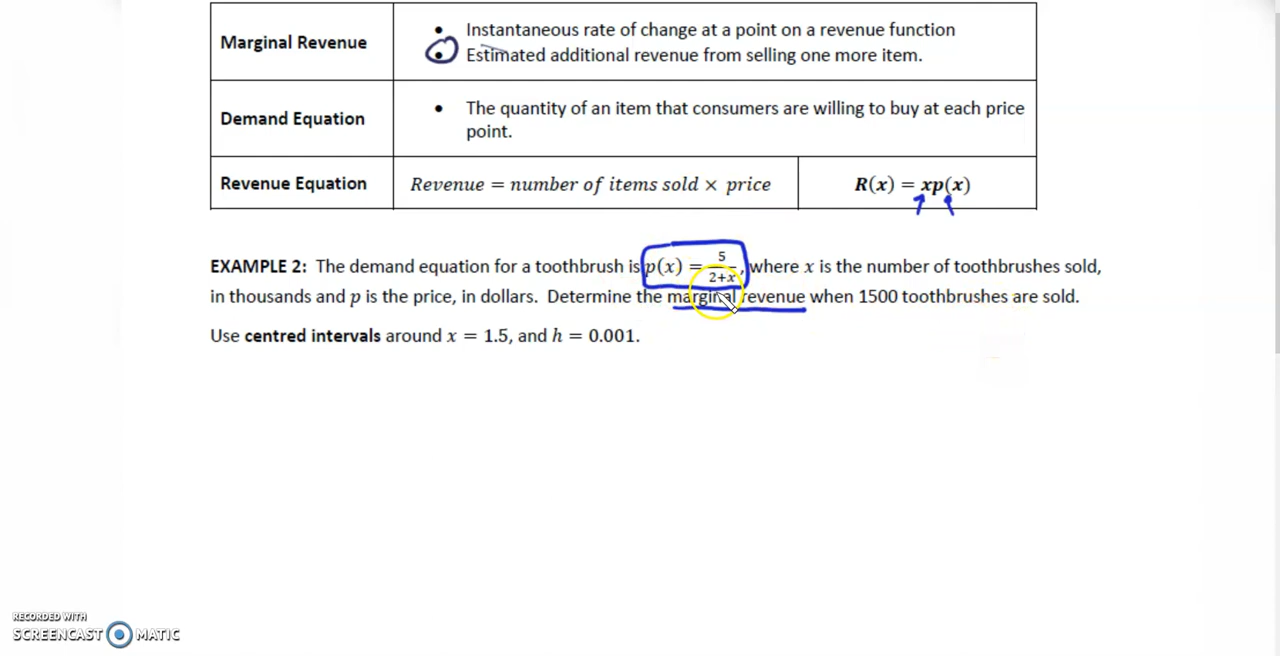 Marginal Revenue
• Instantaneous rate of change at a point on a revenue function
• Estimated additional revenue from selling one more item.
Demand Equation
• The quantity of an item that consumers are willing to buy at each price
point.
Revenue Equation
Revenue = number of items sold × price
R(x) = xp(x)
EXAMPLE 2: The demand equation for a toothbrush is p(x) = 5/(2+x), where x is the number of toothbrushes sold,
in thousands and p is the price, in dollars. Determine the marginal revenue when 1500 toothbrushes are sold.
Use centred intervals around x = 1.5, and h = 0.001.
RECORDED WITH
SCREENCAST MATIC